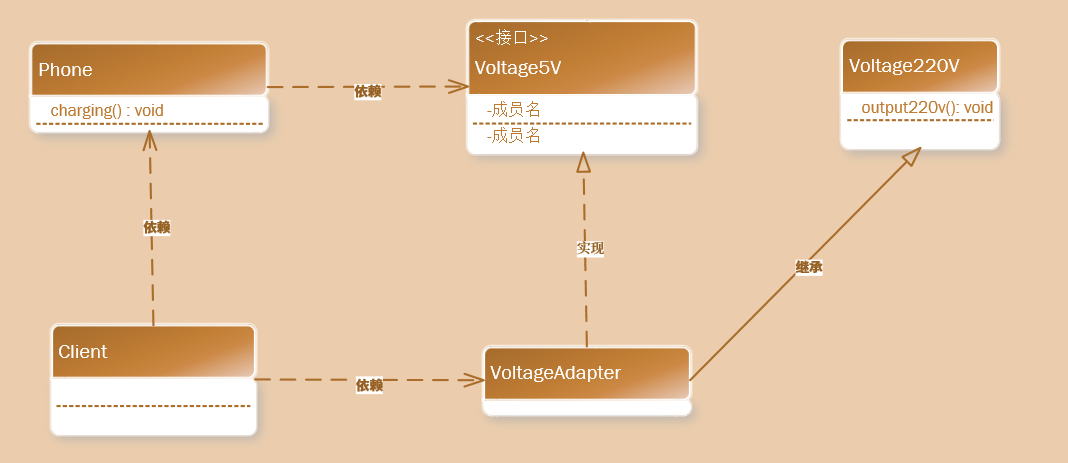 Phone
charging() : void
依赖
<<接口>>
Voltage5V
-成员名
-成员名
Voltage220V
output220v(): void
依赖
实现
继承
Client
依赖
VoltageAdapter